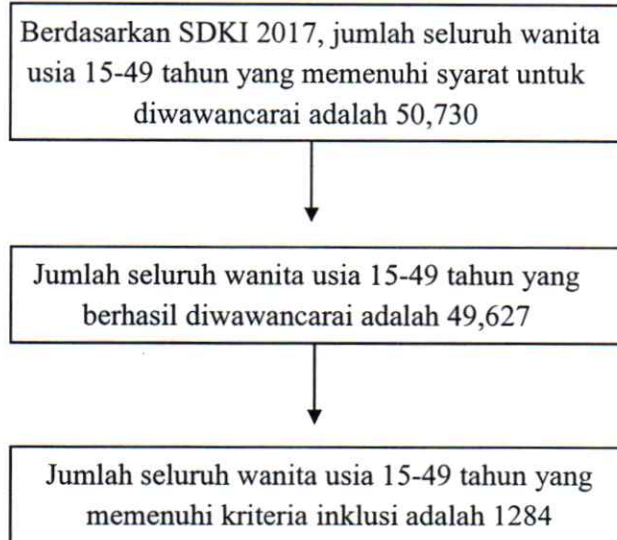 Berdasarkan SDKI 2017, jumlah seluruh wanita
usia 15-49 tahun yang memenuhi syarat untuk
diwawancarai adalah 50,730
Jumlah seluruh wanita usia 15-49 tahun yang
berhasil diwawancarai adalah 49,627
Jumlah seluruh wanita usia 15-49 tahun yang
memenuhi kriteria inklusi adalah 1284